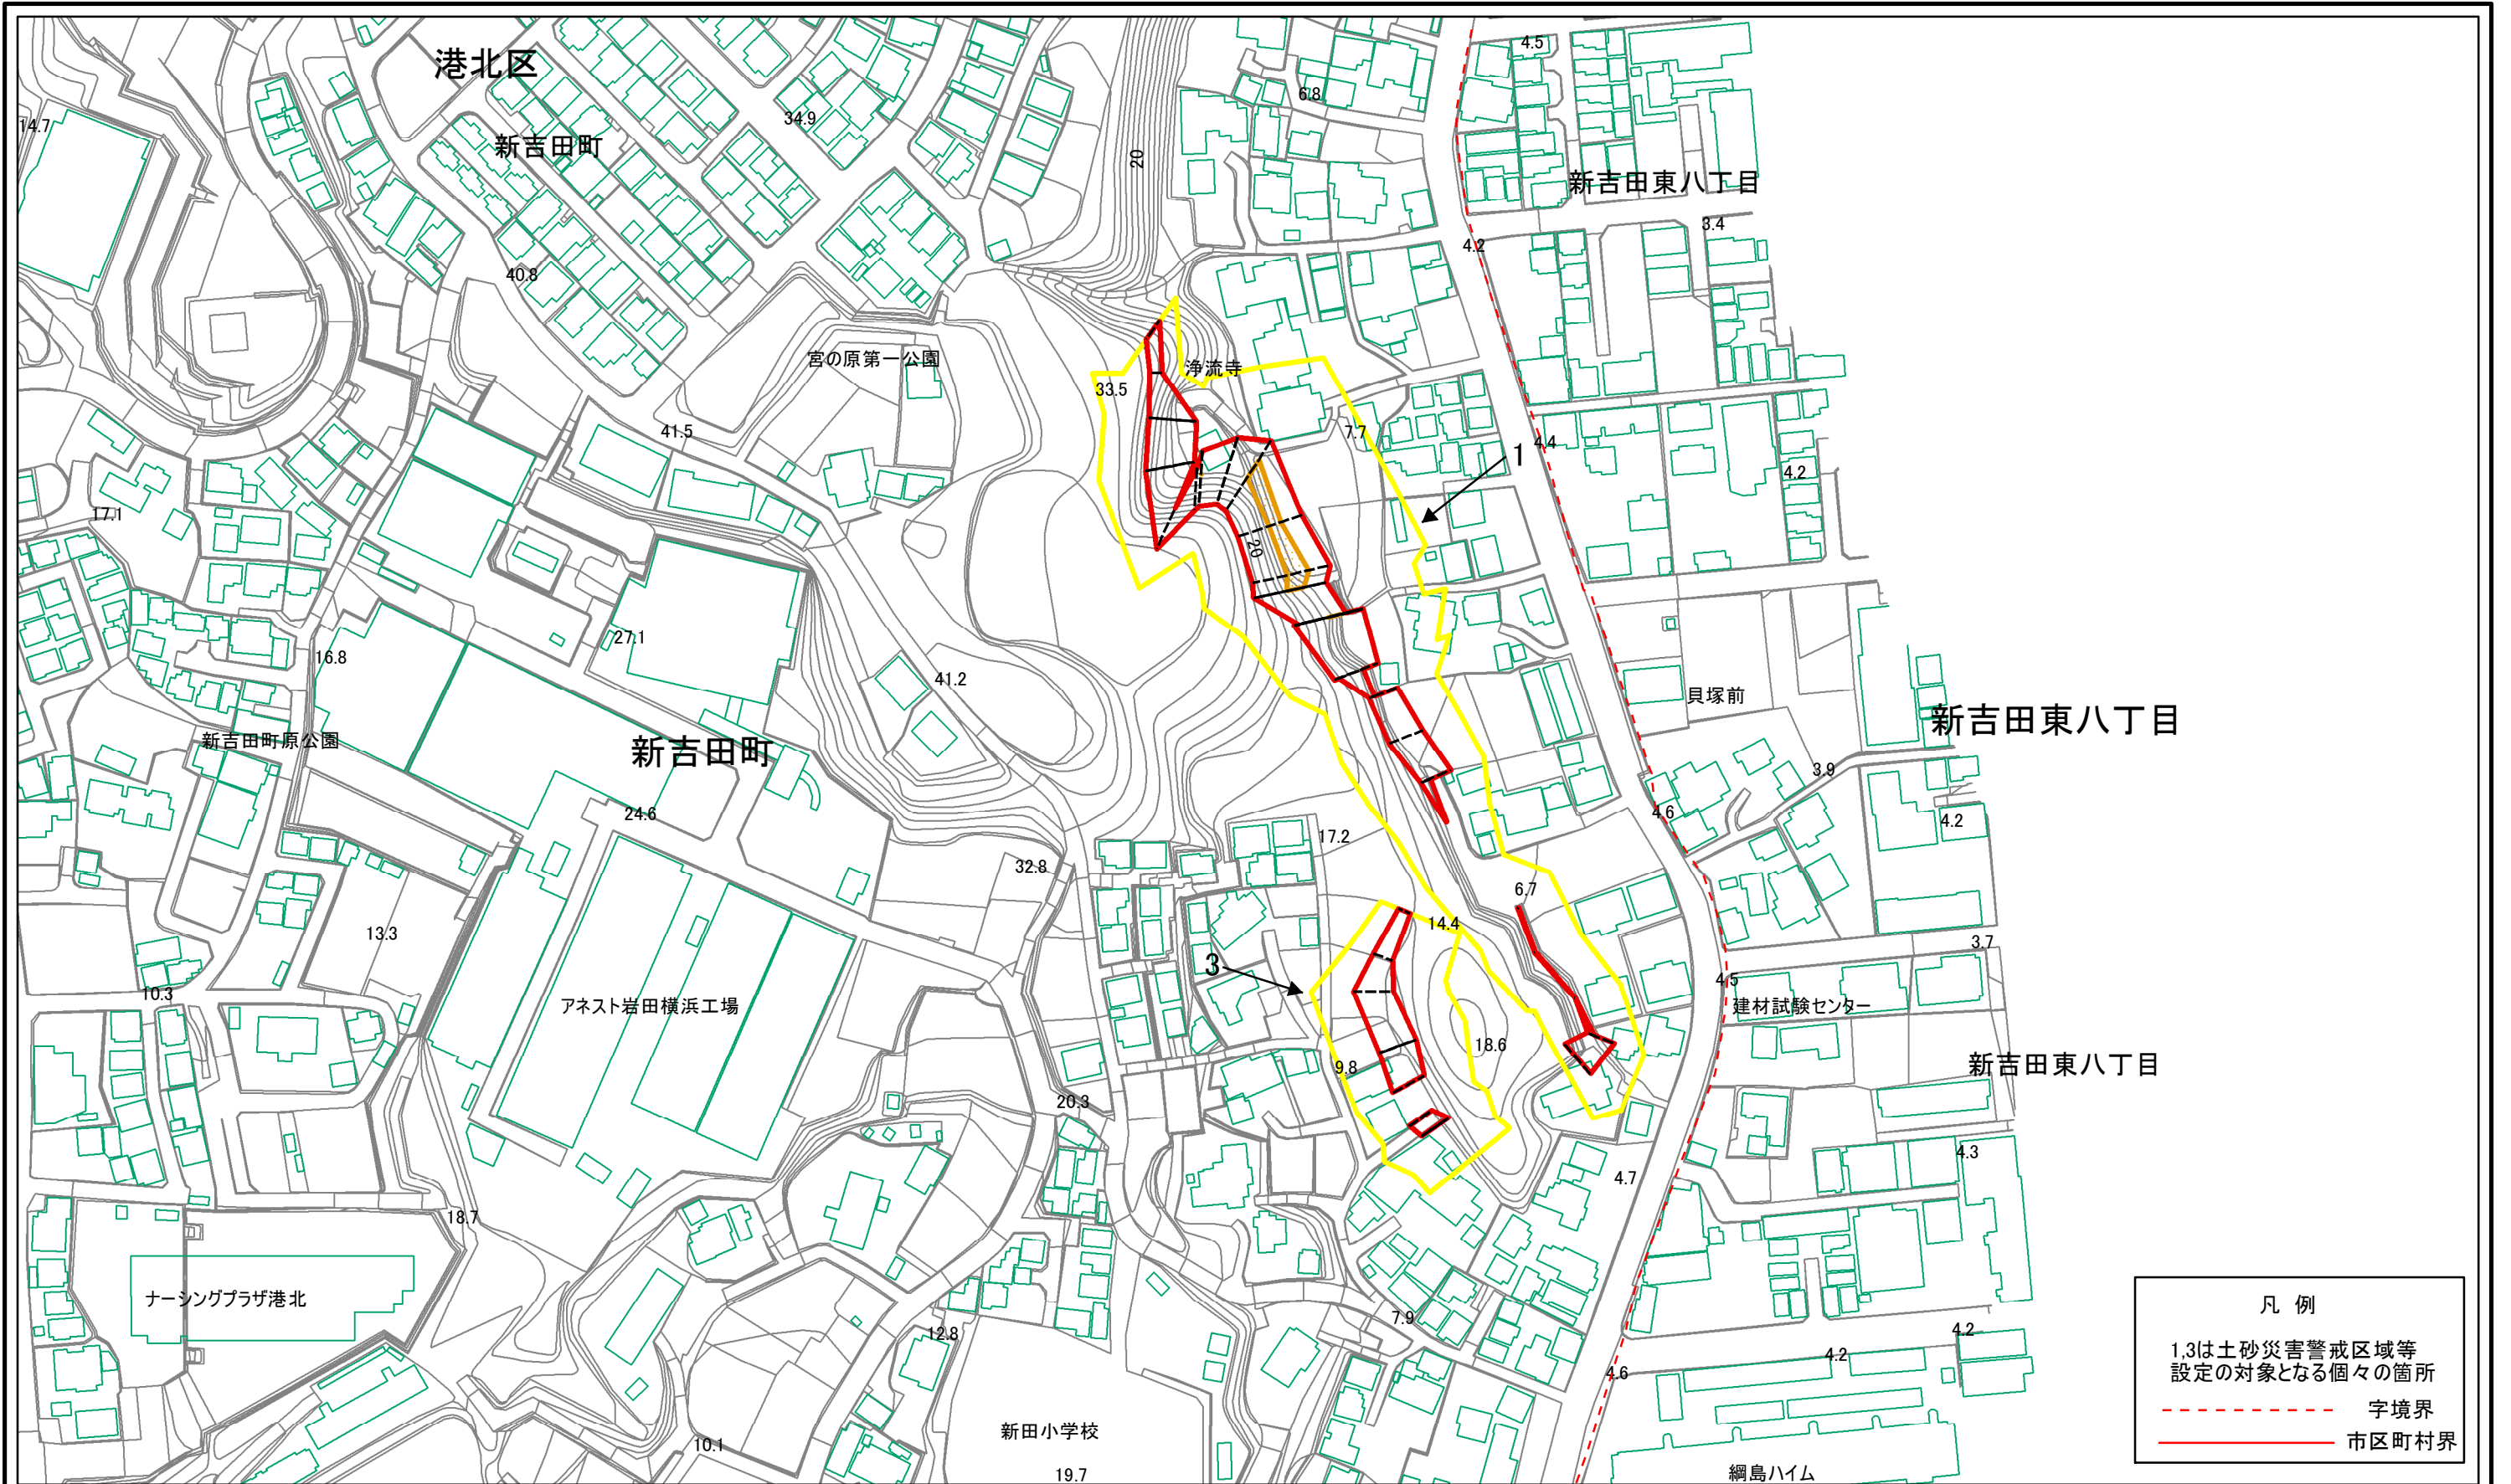 港北区
4.5
6.8
34.9
14.7
新吉田町
20
新吉田東八丁目
3.4
4.2
40.8
宮の原第一公園
浄流寺
33.5
41.5
7.7
4.4
1
4.2
17.1
20
27.1
16.8
41.2
貝塚前
新吉田東八丁目
新吉田町原公園
新吉田町
3.9
24.6
4.6
4.2
17.2
32.8
6.7
14.4
13.3
3.7
3
4.5
10.3
アネスト岩田横浜工場
建材試験センター
18.6
新吉田東八丁目
9.8
20.3
4.3
4.7
18.7
ナーシングプラザ港北
凡 例
7.9
12.8
4.2
1,3は土砂災害警戒区域等
設定の対象となる個々の箇所
4.2
4.6
字境界
新田小学校
市区町村界
10.1
19.7
綱島ハイム